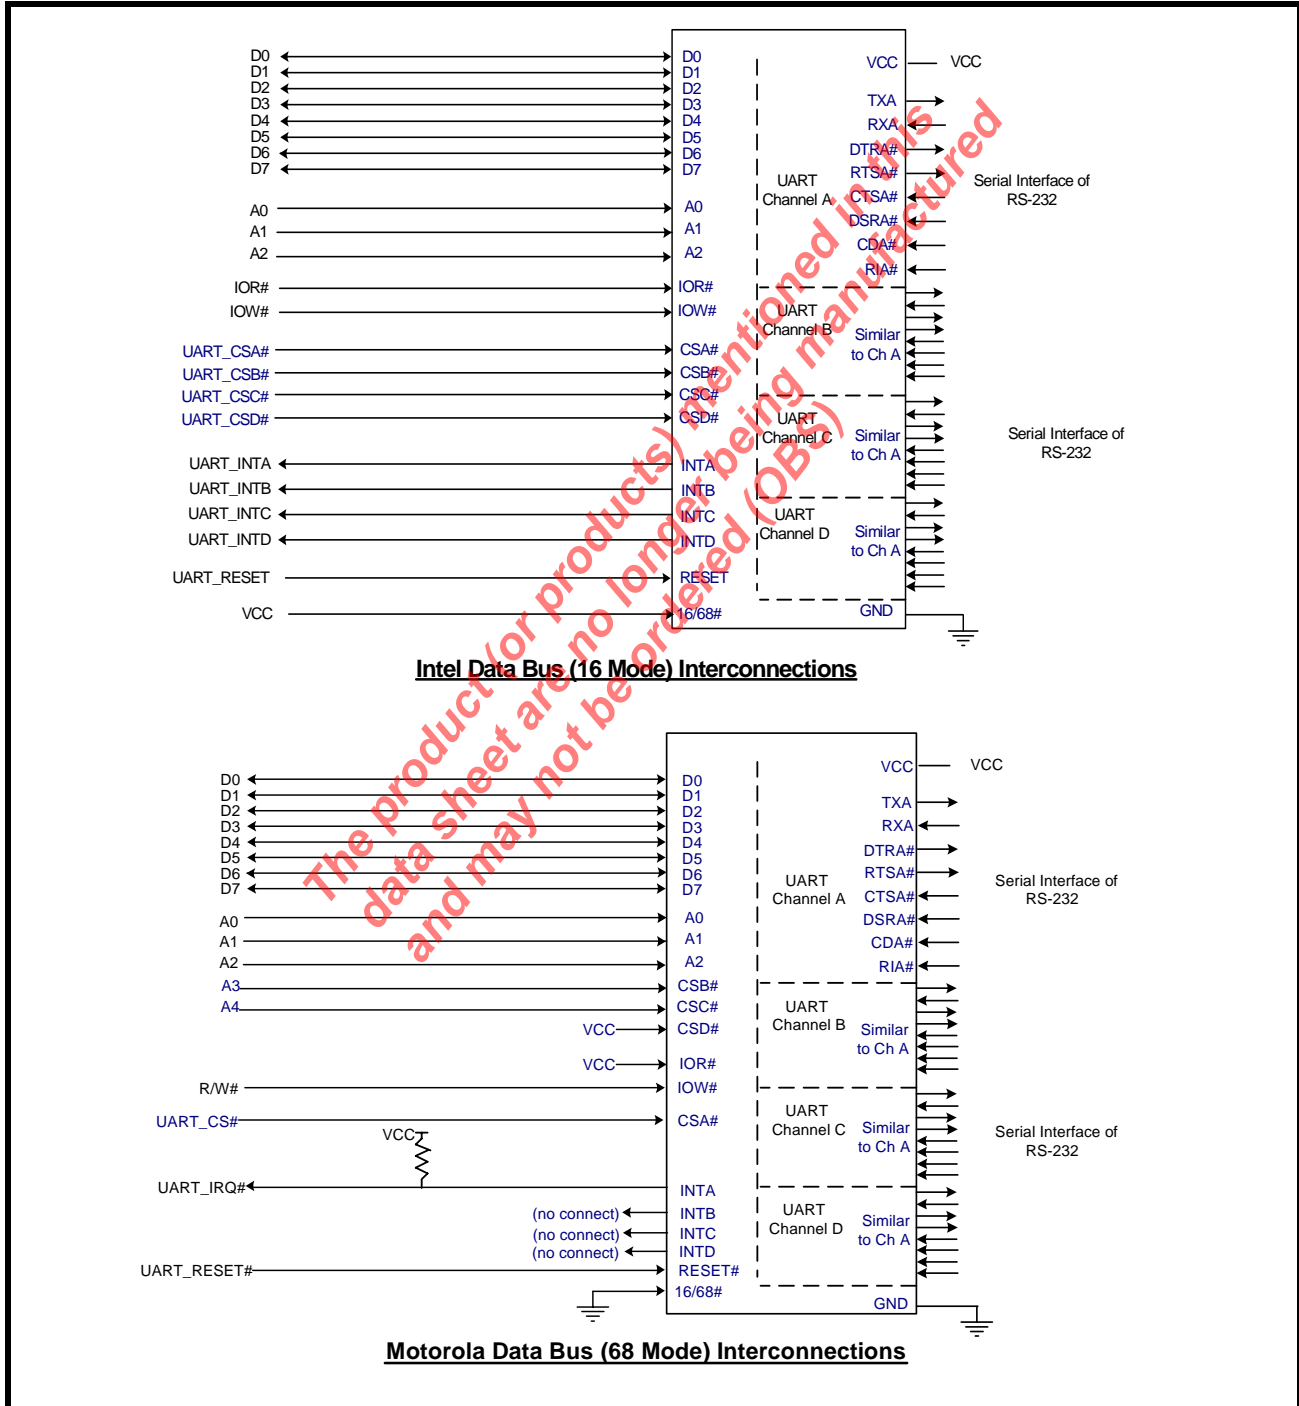 D0 D0
D1 D1
D2 D2
D3 D3
D4 D4
D5 D5
D6 D6
D7 D7
A0 A0
A1 A1
A2 A2
IOR# IOR#
IOW# IOW#
UART_CSA# CSA#
UART_CSB# CSB#
UART_CSC# CSC#
UART_CSD# CSD#
UART_INTA INTA
UART_INTB INTB
UART_INTC INTC
UART_INTD INTD
UART_RESET RESET
VCC 16/68#
UART
Channel A
UART
Channel B
UART
Channel C
UART
Channel D
VCC VCC
TXA
RXA
DTRA#
RTSA#
CTSA#
DSRA#
CDA#
RIA#
Similar
to Ch A
Similar
to Ch A
Similar
to Ch A
GND
Serial Interface of
RS-232
Serial Interface of
RS-232
Intel Data Bus (16 Mode) Interconnections
The product (or products) mentioned in this
data sheet are no longer being manufactured
and may not be ordered (OBS)
D0 D0
D1 D1
D2 D2
D3 D3
D4 D4
D5 D5
D6 D6
D7 D7
A0 A0
A1 A1
A2 A2
A3 CSB#
A4 CSC#
VCC CSD#
VCC IOR#
R/W# IOW#
UART_CS# CSA#
VCC
UART_IRQ# INTA
(no connect) INTB
(no connect) INTC
(no connect) INTD
UART_RESET# RESET#
16/68#
UART
Channel A
UART
Channel B
UART
Channel C
UART
Channel D
VCC VCC
TXA
RXA
DTRA#
RTSA#
CTSA#
DSRA#
CDA#
RIA#
Similar
to Ch A
Similar
to Ch A
Similar
to Ch A
GND
Serial Interface of
RS-232
Serial Interface of
RS-232
Motorola Data Bus (68 Mode) Interconnections